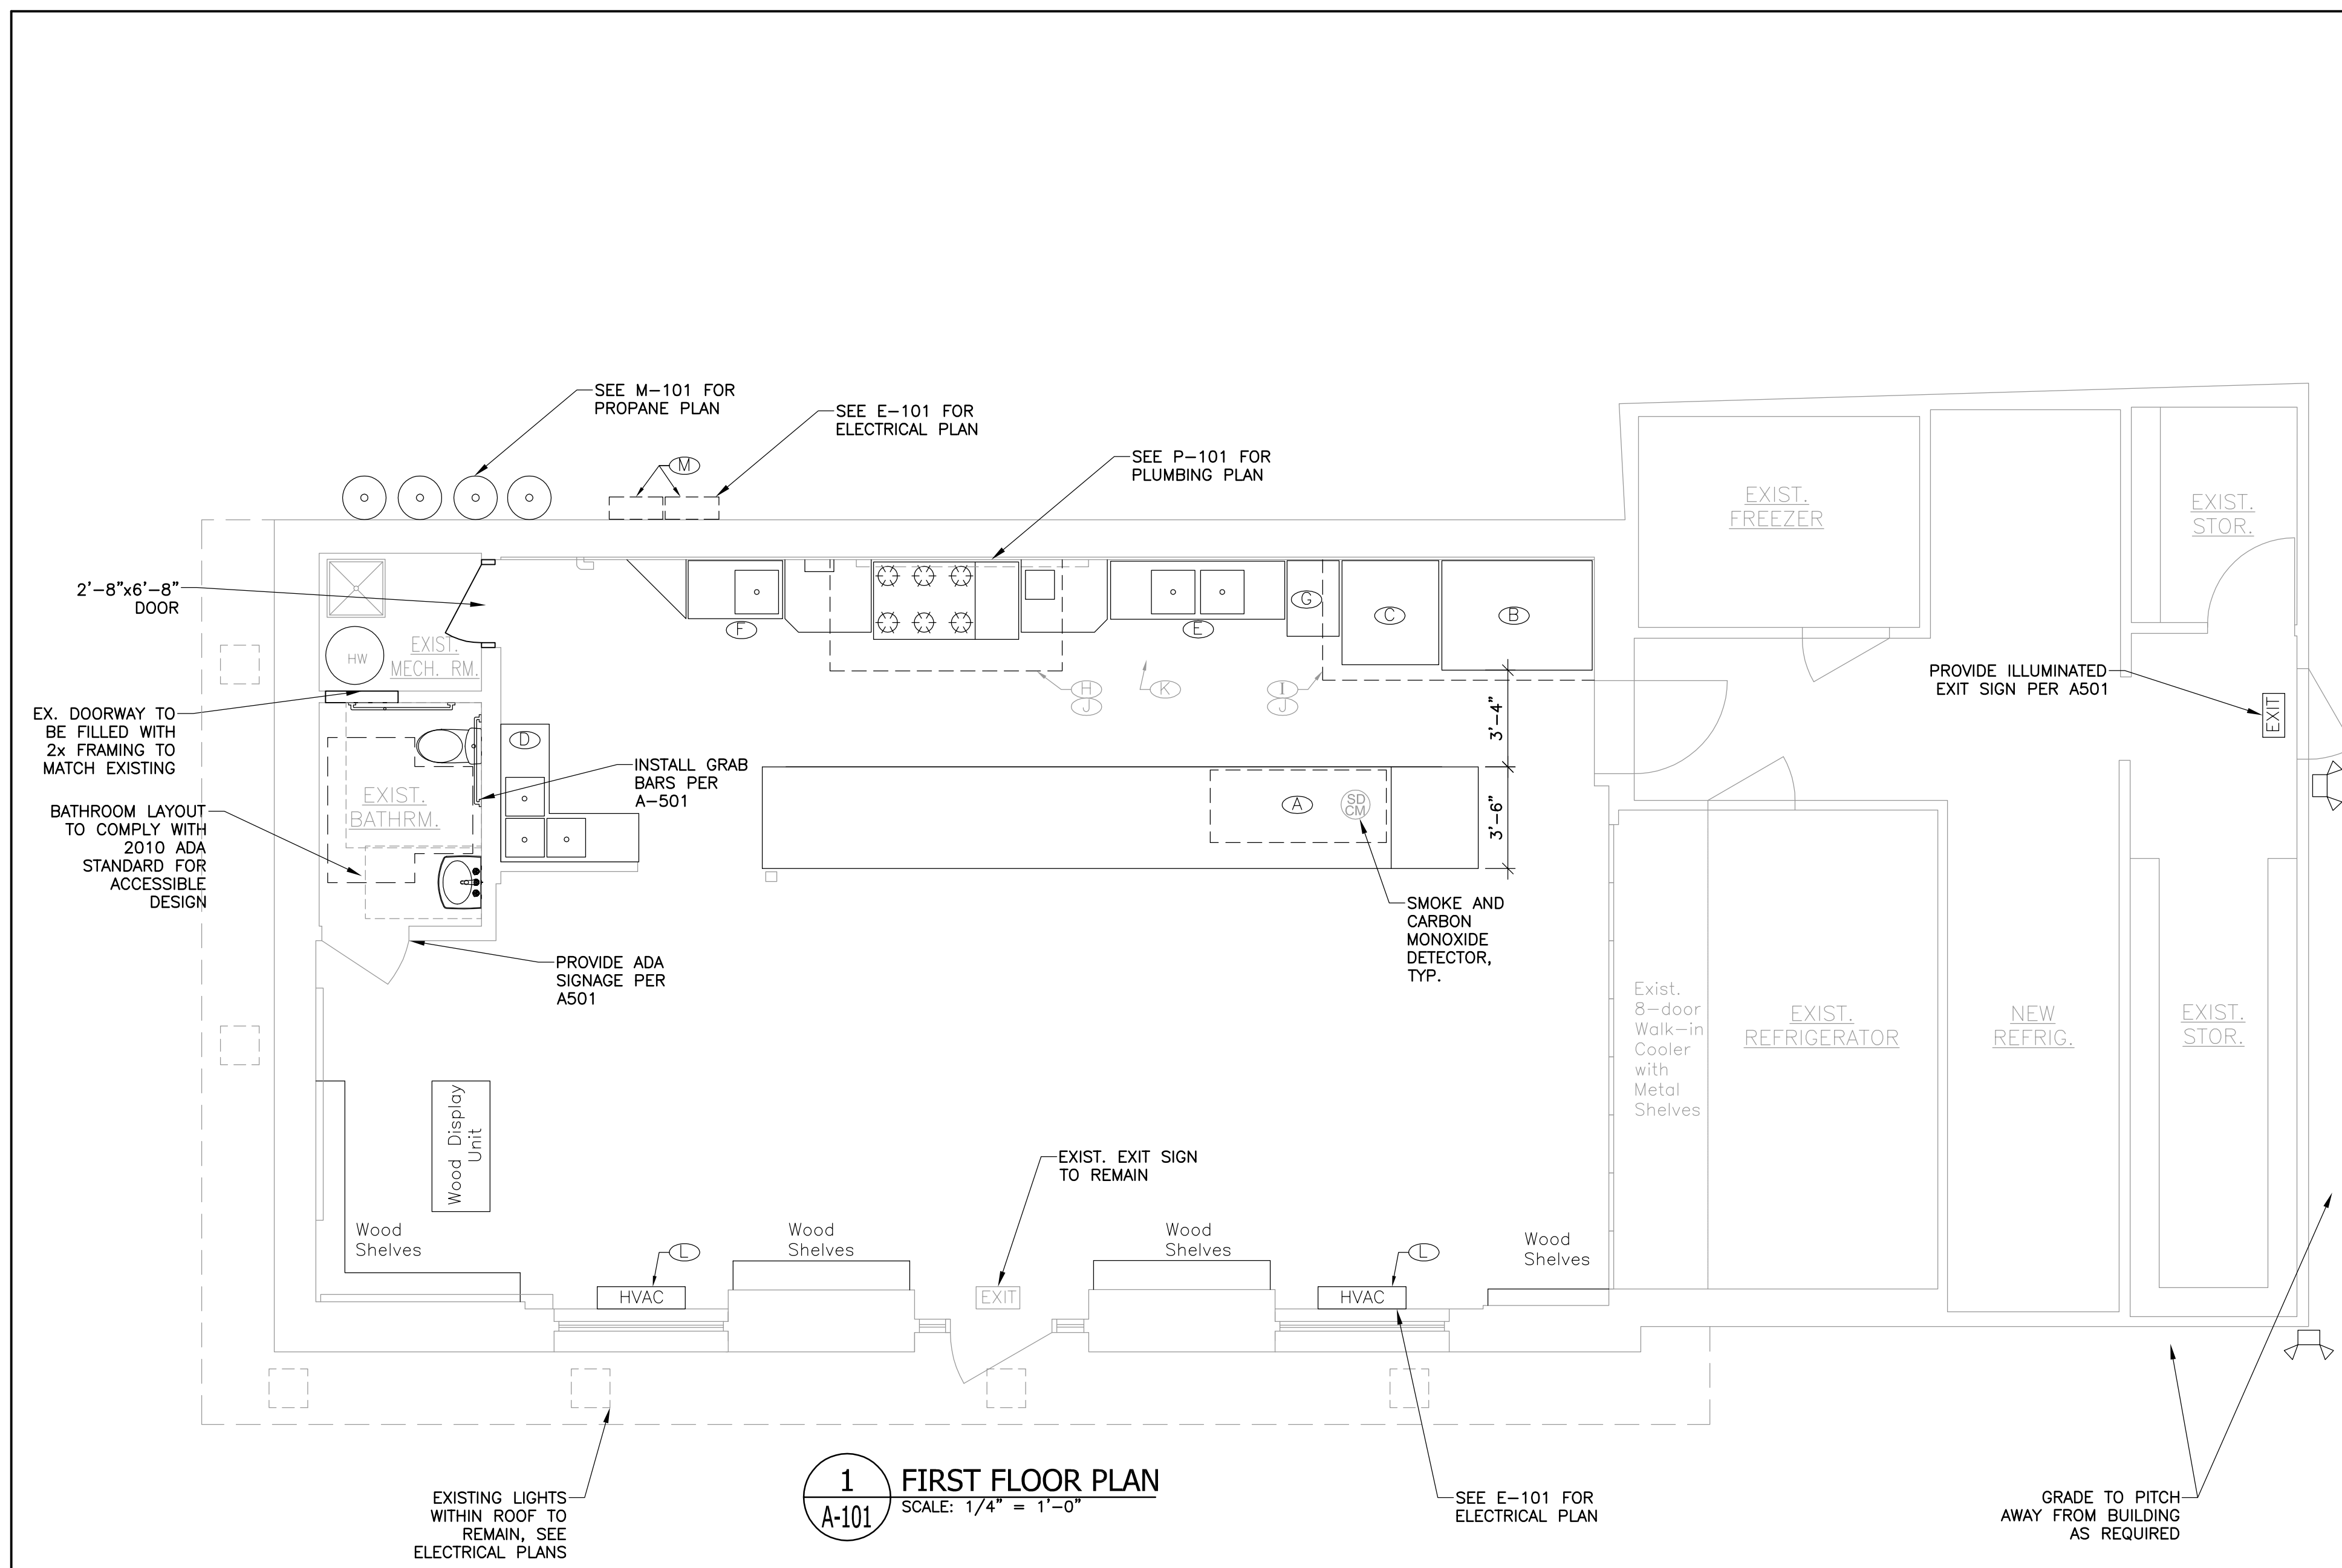 SEE M-101 FOR
PROPANE PLAN
SEE E-101 FOR
ELECTRICAL PLAN
SEE P-101 FOR
PLUMBING PLAN
M
EXIST.
FREEZER
EXIST.
STOR.
2'-8"x6'-8"
DOOR
HW
EXIST.
MECH. RM.
F
E
G
C
B
H
J
K
I
J
3'-4"
PROVIDE ILLUMINATED
EXIT SIGN PER A501
EXIT
EX. DOORWAY TO
BE FILLED WITH
2x FRAMING TO
MATCH EXISTING
D
INSTALL GRAB
BARS PER
A-501
EXIST.
BATHRM.
BATHROOM LAYOUT
TO COMPLY WITH
2010 ADA
STANDARD FOR
ACCESSIBLE
DESIGN
A
SD
CM
3'-6"
SMOKE AND
CARBON
MONOXIDE
DETECTOR,
TYP.
PROVIDE ADA
SIGNAGE PER
A501
Exist.
8-door
Walk-in
Cooler
with
Metal
Shelves
EXIST.
REFRIGERATOR
NEW
REFRIG.
EXIST.
STOR.
Wood Display
Unit
EXIST. EXIT SIGN
TO REMAIN
Wood
Shelves
Wood
Shelves
Wood
Shelves
Wood
Shelves
L
L
HVAC
EXIT
HVAC
1
A-101
FIRST FLOOR PLAN
SCALE: 1/4" = 1'-0"
EXISTING LIGHTS
WITHIN ROOF TO
REMAIN, SEE
ELECTRICAL PLANS
SEE E-101 FOR
ELECTRICAL PLAN
GRADE TO PITCH
AWAY FROM BUILDING
AS REQUIRED